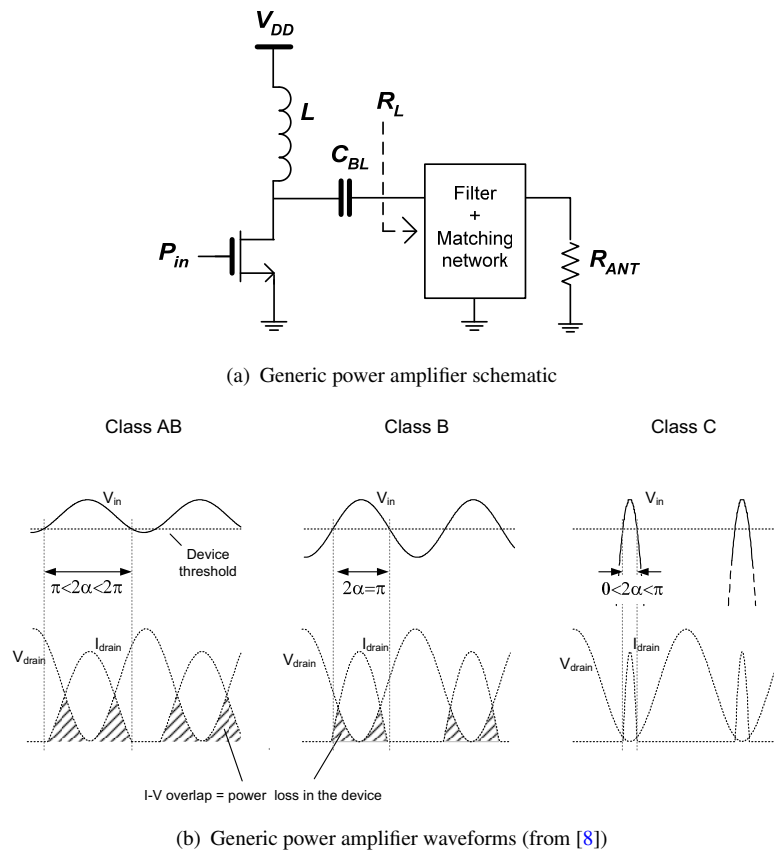 V_DD
L
R_L
C_BL
P_in
Filter
+
Matching
network
R_ANT
(a) Generic power amplifier schematic
Class AB
Class B
Class C
V_in
V_in
V_in
Device
threshold
π<2α<2π
2α=π
0<2α<π
V_drain
I_drain
V_drain
I_drain
V_drain
I_drain
I-V overlap = power loss in the device
(b) Generic power amplifier waveforms (from [8])